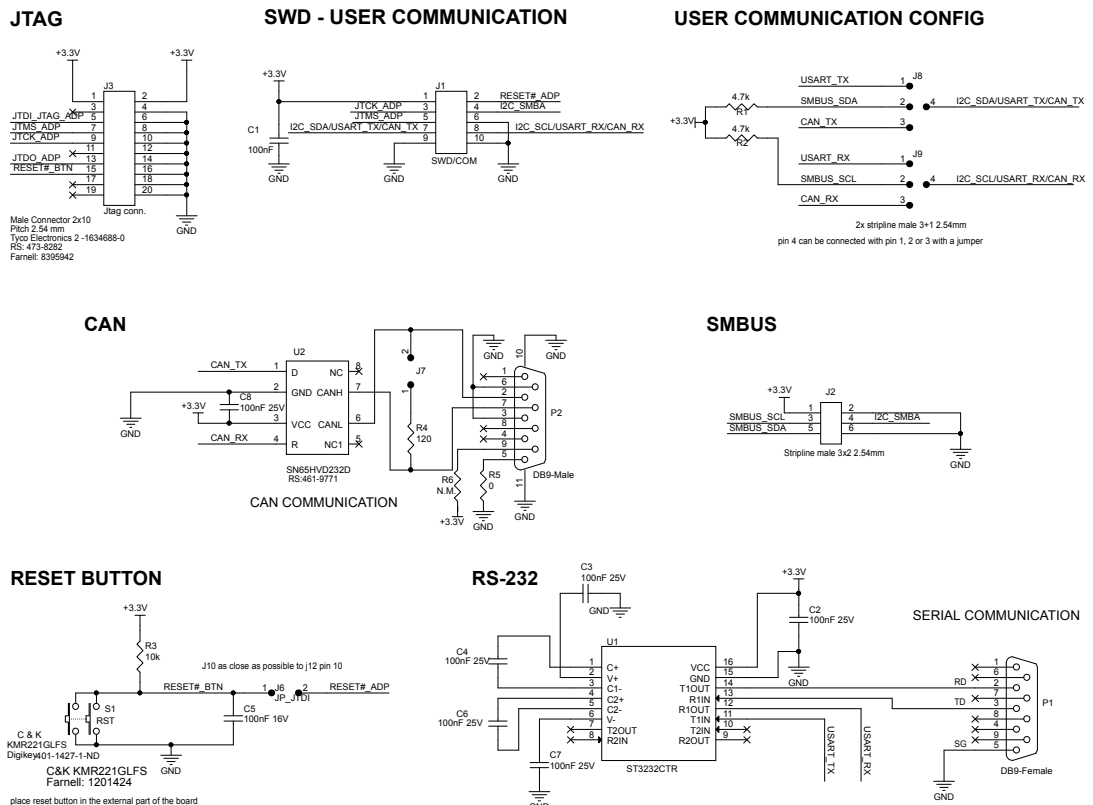 JTAG
+3.3V
+3.3V
J3
1
2
3
4
JTDI_JTAG_ADP
5
6
JTMS_ADP
7
8
JTCK_ADP
9
10
11
12
JTDO_ADP
13
14
RESET#_BTN
15
16
17
18
19
20
Jtag conn.
GND
Male Connector 2x10
Pitch 2.54 mm
Tyco Electronics 2 -1634688-0
RS: 473-8282
Farnell: 8395942
SWD - USER COMMUNICATION
+3.3V
J1
1
2
RESET#_ADP
JTCK_ADP
3
4
I2C_SMBA
JTMS_ADP
5
6
I2C_SDA/USART_TX/CAN_TX
7
8
I2C_SCL/USART_RX/CAN_RX
9
10
C1
100nF
SWD/COM
GND
GND
GND
USER COMMUNICATION CONFIG
USART_TX
1
J8
4.7k
R1
SMBUS_SDA
2
4
I2C_SDA/USART_TX/CAN_TX
+3.3V
4.7k
R2
CAN_TX
3
USART_RX
1
J9
SMBUS_SCL
2
4
I2C_SCL/USART_RX/CAN_RX
CAN_RX
3
2x stripline male 3+1 2.54mm
pin 4 can be connected with pin 1, 2 or 3 with a jumper
CAN
U2
CAN_TX
1
D
NC
8
2
GND
CANH
7
C8
100nF 25V
+3.3V
3
VCC
CANL
6
CAN_RX
4
R
NC1
5
GND
SN65HVD232D
RS:461-9771
CAN COMMUNICATION
2
J7
1
R4
120
GND
GND
10
1
6
2
7
3
8
4
9
5
P2
11
DB9-Male
R6
N.M.
R5
0
+3.3V
GND
GND
SMBUS
+3.3V
J2
1
2
SMBUS_SCL
3
4
I2C_SMBA
SMBUS_SDA
5
6
Stripline male 3x2 2.54mm
GND
RESET BUTTON
+3.3V
R3
10k
J10 as close as possible to j12 pin 10
RESET#_BTN
1
J6
2
RESET#_ADP
JP_JTDI
S1
RST
C5
100nF 16V
C & K
KMR221GLFS
Digikey401-1427-1-ND
GND
C&K KMR221GLFS
Farnell: 1201424
place reset button in the external part of the board
RS-232
C3
100nF 25V
GND
+3.3V
C2
100nF 25V
GND
SERIAL COMMUNICATION
U1
C4
100nF 25V
C6
100nF 25V
C7
100nF 25V
GND
1
C+
2
V+
3
C1-
4
C2+
5
C2-
6
V-
7
T2OUT
8
R2IN
VCC
16
GND
15
T1OUT
14
R1IN
13
R1OUT
12
T1IN
11
T2IN
10
R2OUT
9
ST3232CTR
USART_TX
USART_RX
RD
TD
SG
1
6
2
7
3
8
4
9
5
P1
DB9-Female
GND